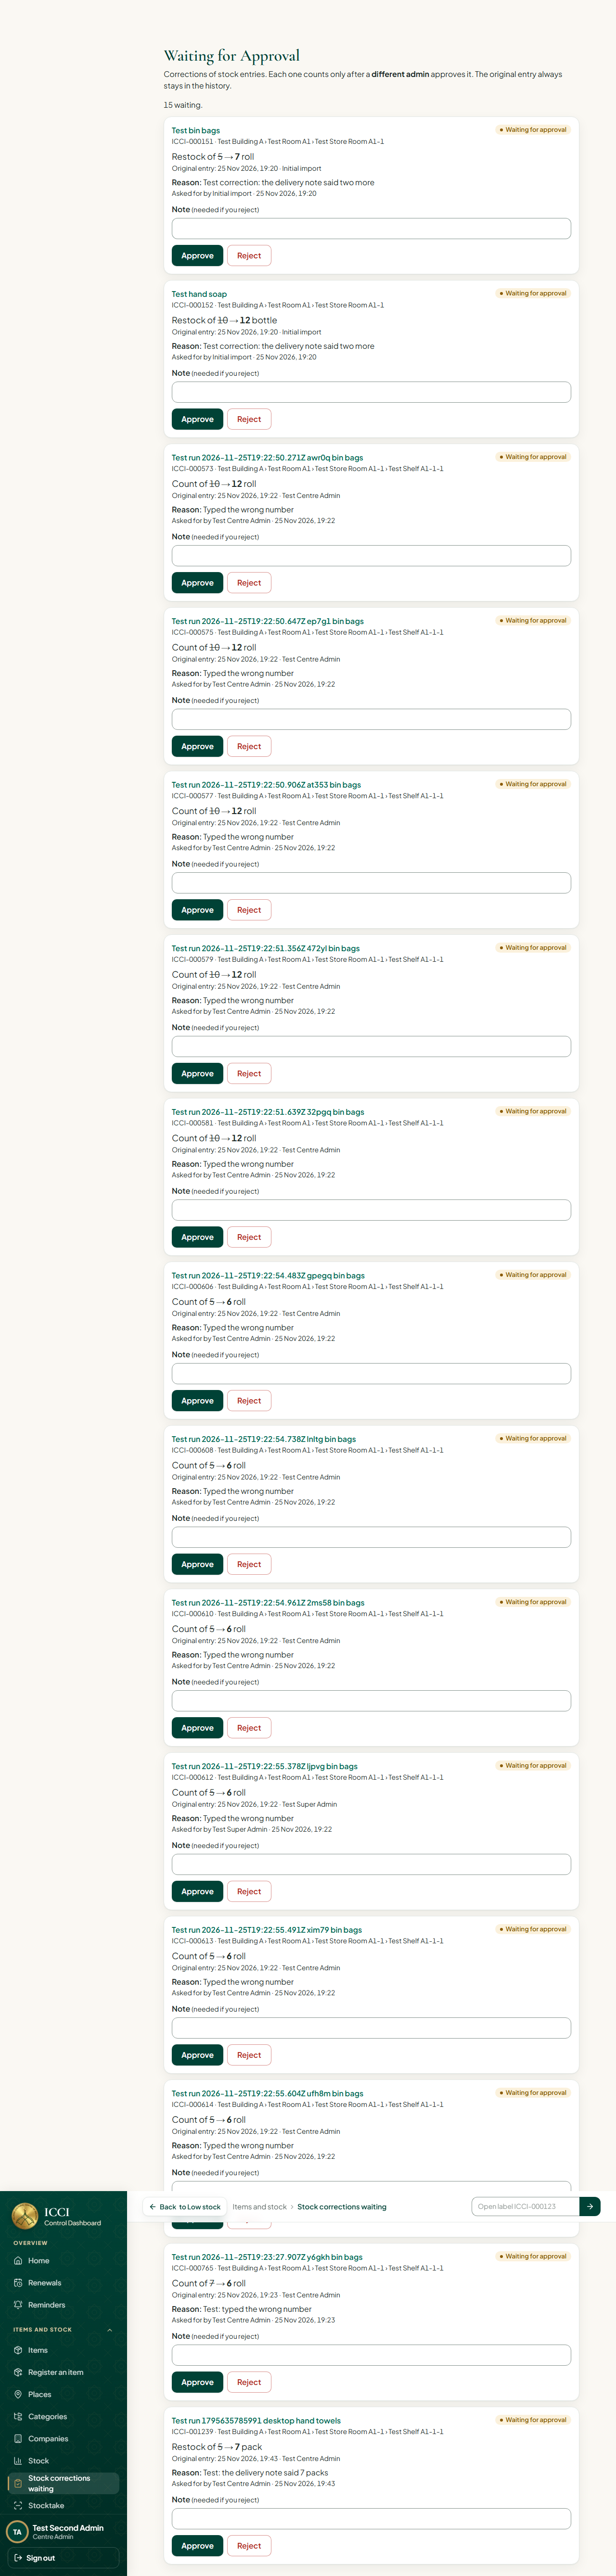 Waiting for Approval
Corrections of stock entries. Each one counts only after a different admin approves it. The original entry always
stays in the history.
15 waiting.
Test bin bags
Waiting for approval
ICCI-000151 · Test Building A › Test Room A1 › Test Store Room A1-1
Restock of 5 → 7 roll
Original entry: 25 Nov 2026, 19:20 · Initial import
Reason: Test correction: the delivery note said two more
Asked for by Initial import · 25 Nov 2026, 19:20
Note (needed if you reject)
Approve Reject
Test hand soap
Waiting for approval
ICCI-000152 · Test Building A › Test Room A1 › Test Store Room A1-1
Restock of 10 → 12 bottle
Original entry: 25 Nov 2026, 19:20 · Initial import
Reason: Test correction: the delivery note said two more
Asked for by Initial import · 25 Nov 2026, 19:20
Note (needed if you reject)
Approve Reject
Test run 2026-11-25T19:22:50.271Z awr0q bin bags
Waiting for approval
ICCI-000573 · Test Building A › Test Room A1 › Test Store Room A1-1 › Test Shelf A1-1-1
Count of 10 → 12 roll
Original entry: 25 Nov 2026, 19:22 · Test Centre Admin
Reason: Typed the wrong number
Asked for by Test Centre Admin · 25 Nov 2026, 19:22
Note (needed if you reject)
Approve Reject
Test run 2026-11-25T19:22:50.647Z ep7g1 bin bags
Waiting for approval
ICCI-000575 · Test Building A › Test Room A1 › Test Store Room A1-1 › Test Shelf A1-1-1
Count of 10 → 12 roll
Original entry: 25 Nov 2026, 19:22 · Test Centre Admin
Reason: Typed the wrong number
Asked for by Test Centre Admin · 25 Nov 2026, 19:22
Note (needed if you reject)
Approve Reject
Test run 2026-11-25T19:22:50.906Z at353 bin bags
Waiting for approval
ICCI-000577 · Test Building A › Test Room A1 › Test Store Room A1-1 › Test Shelf A1-1-1
Count of 10 → 12 roll
Original entry: 25 Nov 2026, 19:22 · Test Centre Admin
Reason: Typed the wrong number
Asked for by Test Centre Admin · 25 Nov 2026, 19:22
Note (needed if you reject)
Approve Reject
Test run 2026-11-25T19:22:51.356Z 472yl bin bags
Waiting for approval
ICCI-000579 · Test Building A › Test Room A1 › Test Store Room A1-1 › Test Shelf A1-1-1
Count of 10 → 12 roll
Original entry: 25 Nov 2026, 19:22 · Test Centre Admin
Reason: Typed the wrong number
Asked for by Test Centre Admin · 25 Nov 2026, 19:22
Note (needed if you reject)
Approve Reject
Test run 2026-11-25T19:22:51.639Z 32pgq bin bags
Waiting for approval
ICCI-000581 · Test Building A › Test Room A1 › Test Store Room A1-1 › Test Shelf A1-1-1
Count of 10 → 12 roll
Original entry: 25 Nov 2026, 19:22 · Test Centre Admin
Reason: Typed the wrong number
Asked for by Test Centre Admin · 25 Nov 2026, 19:22
Note (needed if you reject)
Approve Reject
Test run 2026-11-25T19:22:54.483Z gpegq bin bags
Waiting for approval
ICCI-000606 · Test Building A › Test Room A1 › Test Store Room A1-1 › Test Shelf A1-1-1
Count of 5 → 6 roll
Original entry: 25 Nov 2026, 19:22 · Test Centre Admin
Reason: Typed the wrong number
Asked for by Test Centre Admin · 25 Nov 2026, 19:22
Note (needed if you reject)
Approve Reject
Test run 2026-11-25T19:22:54.738Z lnltg bin bags
Waiting for approval
ICCI-000608 · Test Building A › Test Room A1 › Test Store Room A1-1 › Test Shelf A1-1-1
Count of 5 → 6 roll
Original entry: 25 Nov 2026, 19:22 · Test Centre Admin
Reason: Typed the wrong number
Asked for by Test Centre Admin · 25 Nov 2026, 19:22
Note (needed if you reject)
Approve Reject
Test run 2026-11-25T19:22:54.961Z 2ms58 bin bags
Waiting for approval
ICCI-000610 · Test Building A › Test Room A1 › Test Store Room A1-1 › Test Shelf A1-1-1
Count of 5 → 6 roll
Original entry: 25 Nov 2026, 19:22 · Test Centre Admin
Reason: Typed the wrong number
Asked for by Test Centre Admin · 25 Nov 2026, 19:22
Note (needed if you reject)
Approve Reject
Test run 2026-11-25T19:22:55.378Z ljpvg bin bags
Waiting for approval
ICCI-000612 · Test Building A › Test Room A1 › Test Store Room A1-1 › Test Shelf A1-1-1
Count of 5 → 6 roll
Original entry: 25 Nov 2026, 19:22 · Test Super Admin
Reason: Typed the wrong number
Asked for by Test Super Admin · 25 Nov 2026, 19:22
Note (needed if you reject)
Approve Reject
Test run 2026-11-25T19:22:55.491Z xim79 bin bags
Waiting for approval
ICCI-000613 · Test Building A › Test Room A1 › Test Store Room A1-1 › Test Shelf A1-1-1
Count of 5 → 6 roll
Original entry: 25 Nov 2026, 19:22 · Test Centre Admin
Reason: Typed the wrong number
Asked for by Test Centre Admin · 25 Nov 2026, 19:22
Note (needed if you reject)
Approve Reject
Test run 2026-11-25T19:22:55.604Z ufh8m bin bags
Waiting for approval
ICCI-000614 · Test Building A › Test Room A1 › Test Store Room A1-1 › Test Shelf A1-1-1
Count of 5 → 6 roll
Original entry: 25 Nov 2026, 19:22 · Test Centre Admin
Reason: Typed the wrong number
Asked for by Test Centre Admin · 25 Nov 2026, 19:22
Note (needed if you reject)
Back to Low stock
Items and stock › Stock corrections waiting
Open label ICCI-000123
Test run 2026-11-25T19:23:27.907Z y6gkh bin bags
Waiting for approval
ICCI-000765 · Test Building A › Test Room A1 › Test Store Room A1-1 › Test Shelf A1-1-1
Count of 7 → 6 roll
Original entry: 25 Nov 2026, 19:23 · Test Centre Admin
Reason: Test: typed the wrong number
Asked for by Test Centre Admin · 25 Nov 2026, 19:23
Note (needed if you reject)
Approve Reject
Test run 1795635785991 desktop hand towels
Waiting for approval
ICCI-001239 · Test Building A › Test Room A1 › Test Store Room A1-1 › Test Shelf A1-1-1
Restock of 5 → 7 pack
Original entry: 25 Nov 2026, 19:43 · Test Centre Admin
Reason: Test: the delivery note said 7 packs
Asked for by Test Centre Admin · 25 Nov 2026, 19:43
Note (needed if you reject)
Approve Reject
ICCI
Control Dashboard
OVERVIEW
Home
Renewals
Reminders
ITEMS AND STOCK
Items
Register an item
Places
Categories
Companies
Stock
Stock corrections
waiting
Stocktake
TA
Test Second Admin
Centre Admin
Sign out